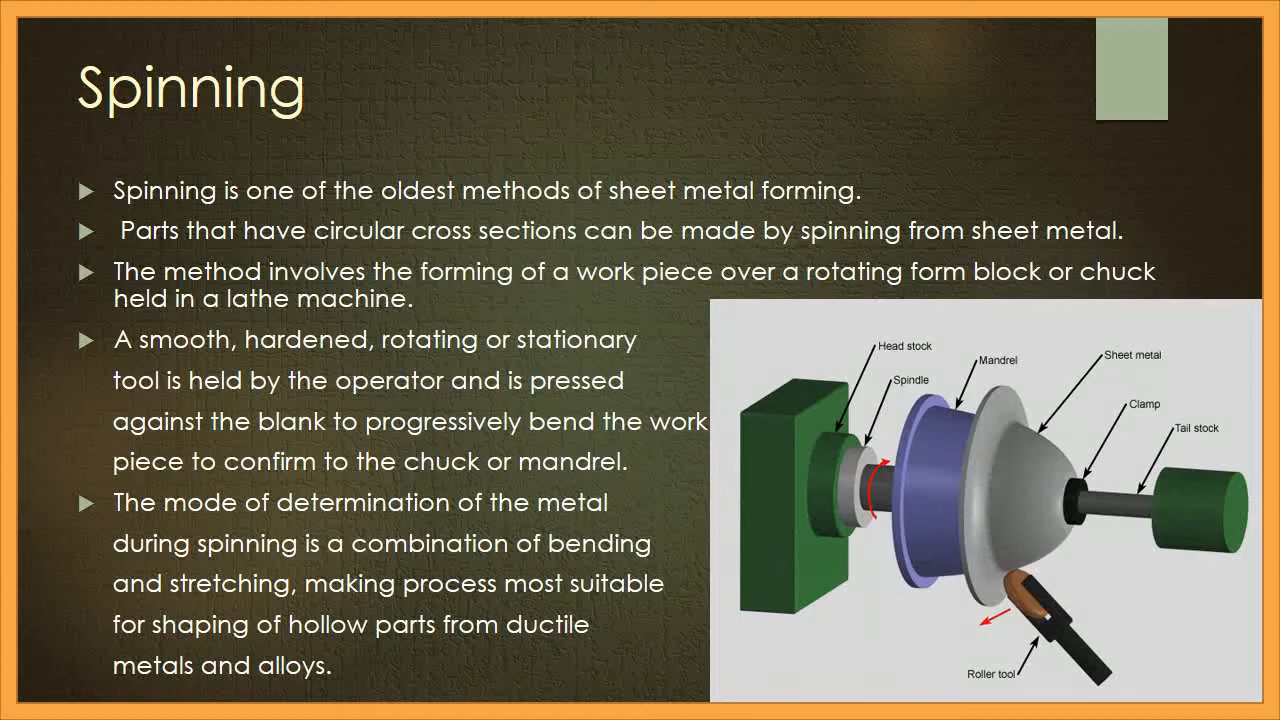 Spinning
Spinning is one of the oldest methods of sheet metal forming.
Parts that have circular cross sections can be made by spinning from sheet metal.
The method involves the forming of a work piece over a rotating form block or chuck
held in a lathe machine.
A smooth, hardened, rotating or stationary
tool is held by the operator and is pressed
against the blank to progressively bend the work
piece to confirm to the chuck or mandrel.
The mode of determination of the metal
during spinning is a combination of bending
and stretching, making process most suitable
for shaping of hollow parts from ductile
metals and alloys.
Head stock
Spindle
Mandrel
Sheet metal
Clamp
Tail stock
Roller tool